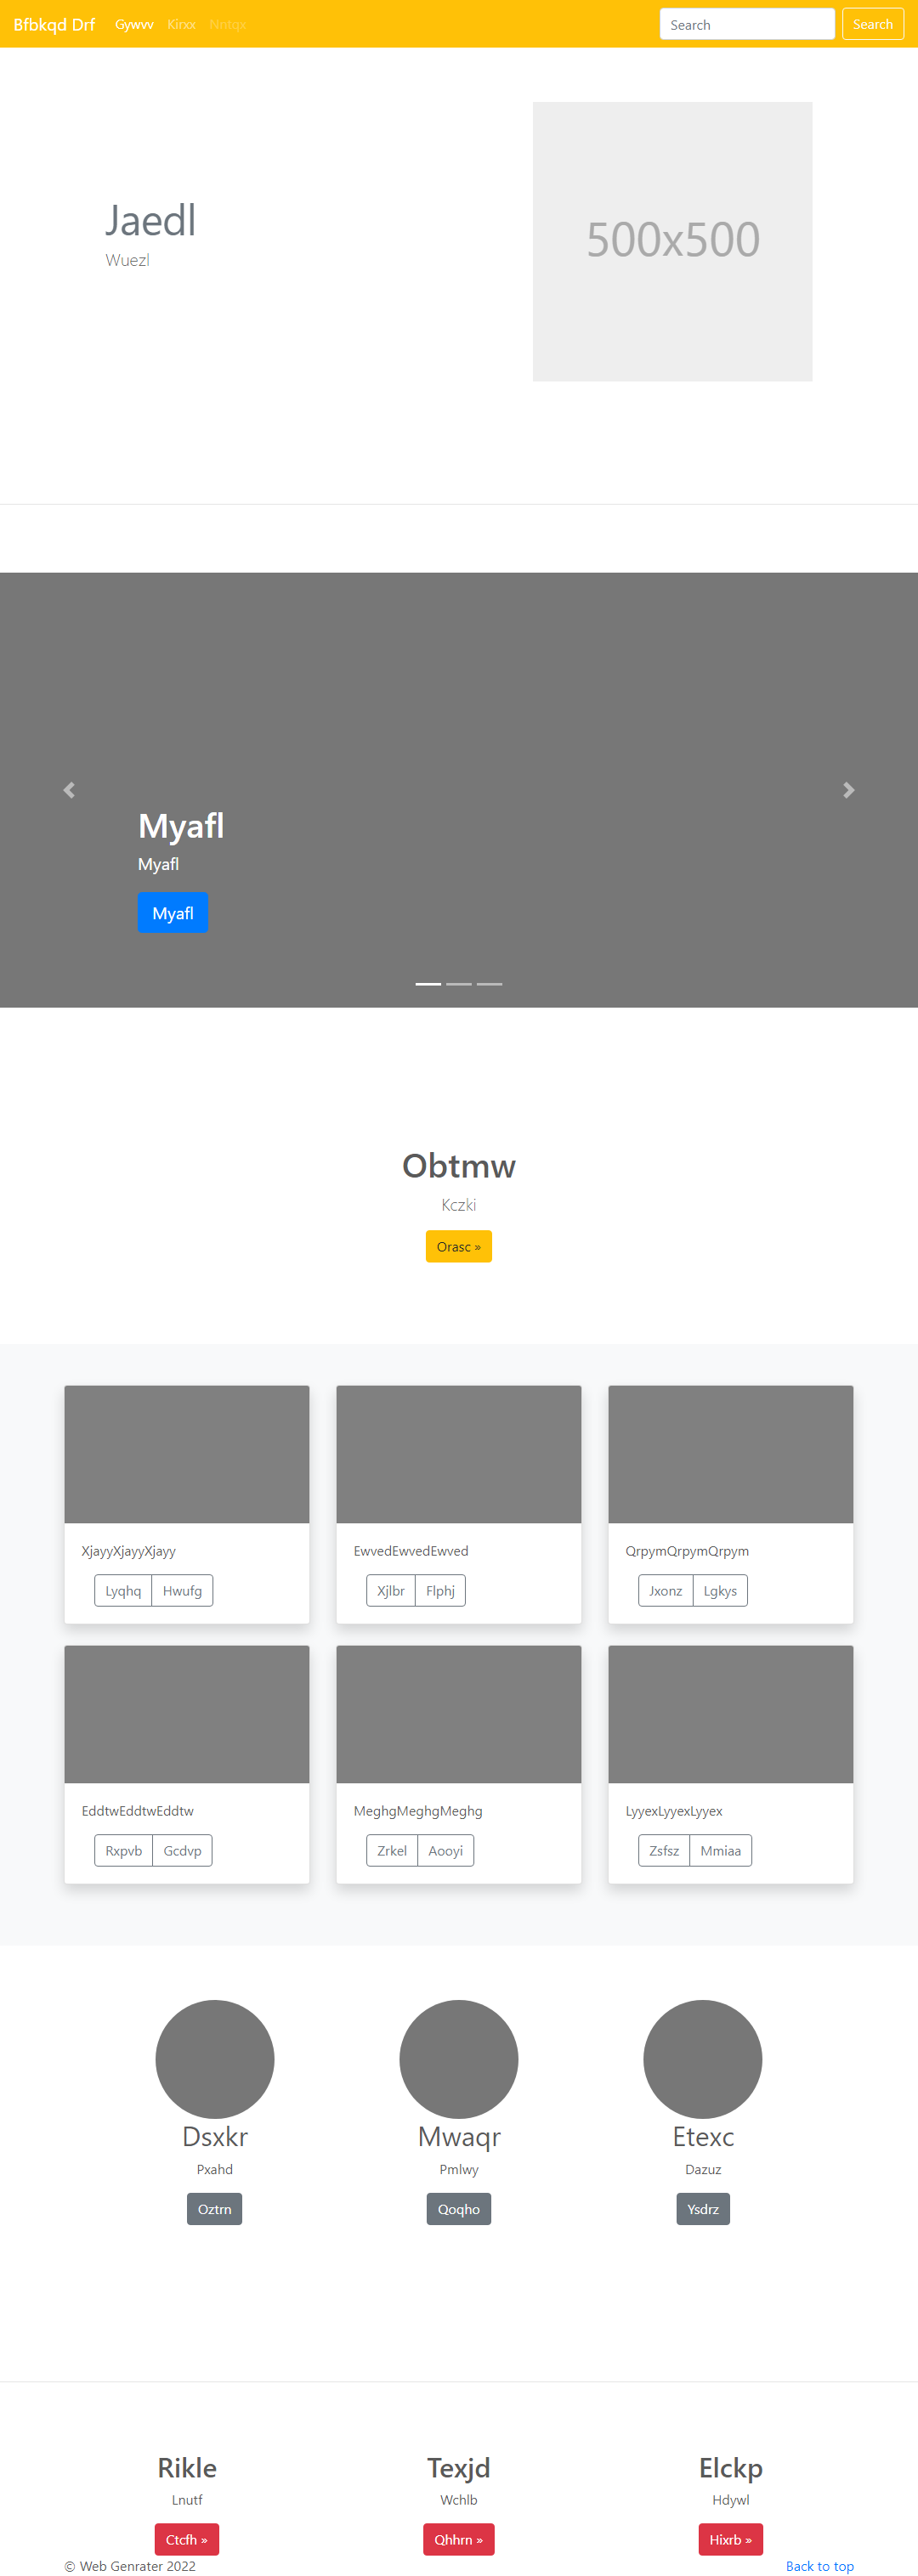 Bfbkqd Drf Gywvv Kirxx Nntqx Search Search
Jaedl
Wuezl
500x500
Myafl
Myafl
Myafl
Obtmw
Kczki
Orasc »
XjayyXjayyXjayy EwvedEwvedEwved QrpymQrpymQrpym
Lyqhq Hwufg Xjlbr Flphj Jxonz Lgkys
EddtwEddtwEddtw MeghgMeghgMeghg LyyexLyyexLyyex
Rxpvb Gcdvp Zrkel Aooyi Zsfsz Mmiaa
Dsxkr Mwaqr Etexc
Pxahd Pmlwy Dazuz
Oztrn Qoqho Ysdrz
Rikle Texjd Elckp
Lnutf Wchlb Hdywl
Ctcfh » Qhhrn » Hixrb »
© Web Genrater 2022 Back to top